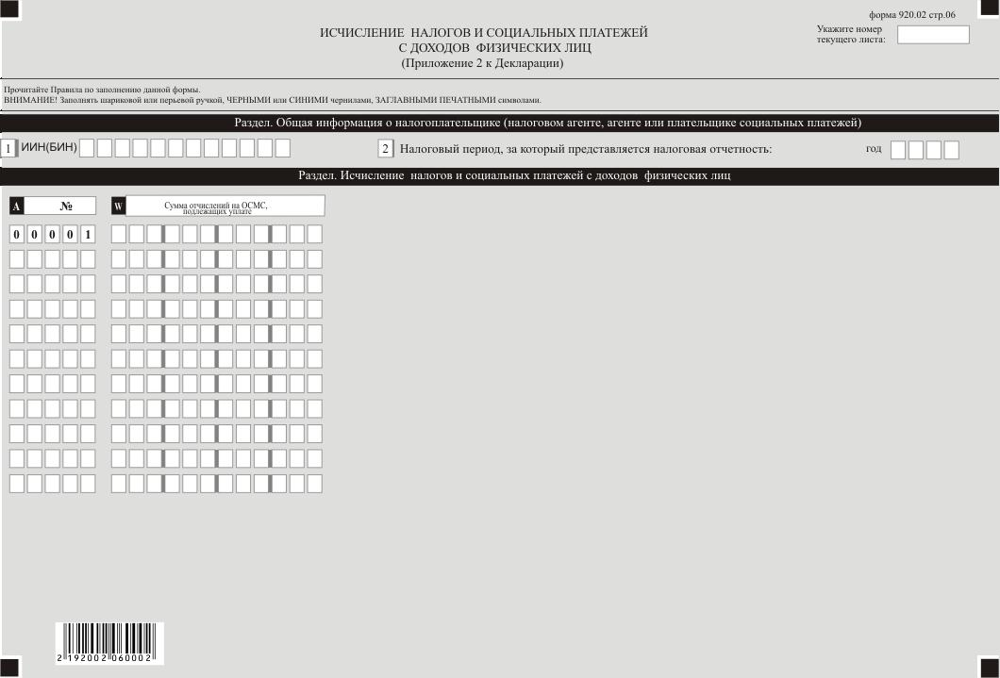 форма 920.02 стр.06
ИСЧИСЛЕНИЕ НАЛОГОВ И СОЦИАЛЬНЫХ ПЛАТЕЖЕЙ
С ДОХОДОВ ФИЗИЧЕСКИХ ЛИЦ
(Приложение 2 к Декларации)
Укажите номер
текущего листа:
Прочитайте Правила по заполнению данной формы.
ВНИМАНИЕ! Заполнять шариковой или перьевой ручкой, ЧЕРНЫМИ или СИНИМИ чернилами, ЗАГЛАВНЫМИ ПЕЧАТНЫМИ символами.
Раздел. Общая информация о налогоплательщике (налоговом агенте, агенте или плательщике социальных платежей)
1 ИИН(БИН) 2 Налоговый период, за который представляется налоговая отчетность: год
Раздел. Исчисление налогов и социальных платежей с доходов физических лиц
A № W Сумма отчислений на ОСМС,
подлежащих уплате
0 0 0 0 1
2 192002 060002